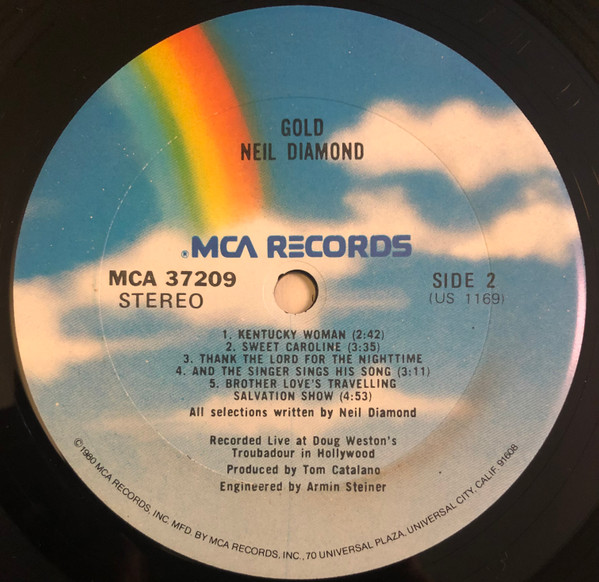 GOLD
NEIL DIAMOND
®MCA RECORDS
MCA 37209
STEREO
SIDE 2
(US 1169)
1. KENTUCKY WOMAN (2:42)
2. SWEET CAROLINE (3:35)
3. THANK THE LORD FOR THE NIGHTTIME
4. AND THE SINGER SINGS HIS SONG (3:11)
5. BROTHER LOVE'S TRAVELLING
SALVATION SHOW (4:53)
All selections written by Neil Diamond
Recorded Live at Doug Weston's
Troubadour in Hollywood
Produced by Tom Catalano
Engineered by Armin Steiner
©1980 MCA RECORDS, INC. MFD. BY MCA RECORDS, INC., 70 UNIVERSAL PLAZA, UNIVERSAL CITY, CALIF. 91608